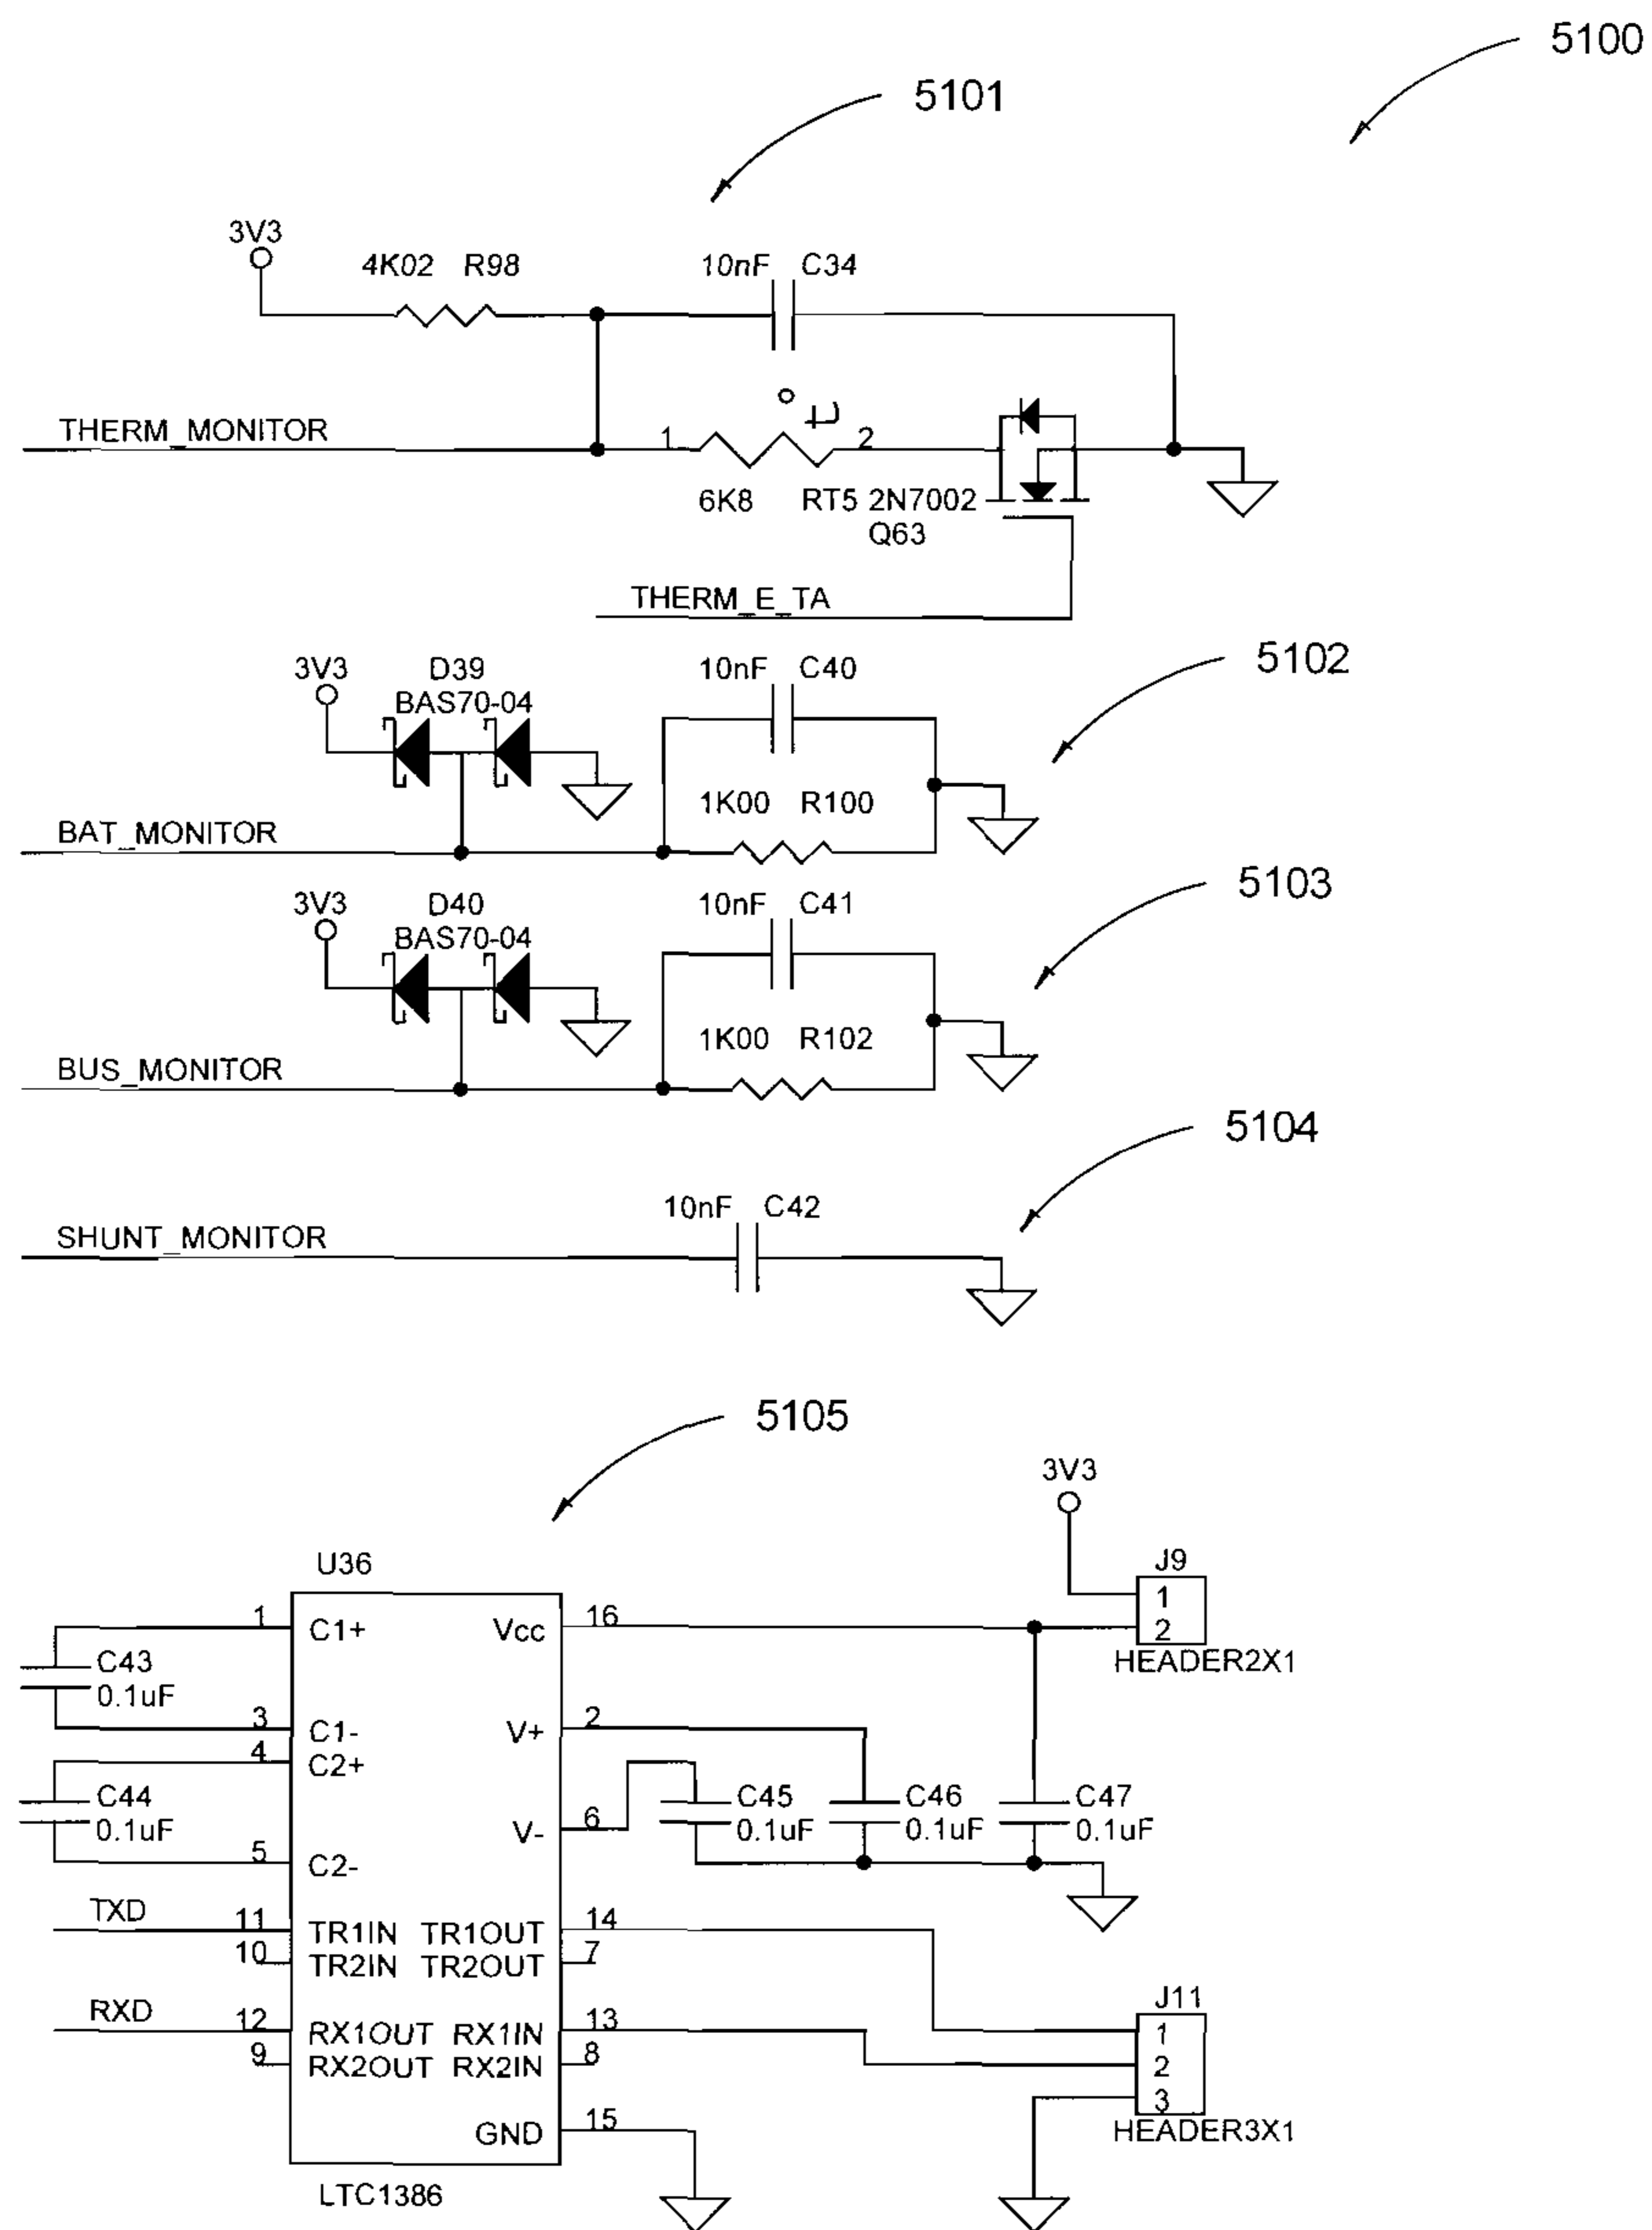 5100
5101
3V3
4K02 R98
10nF C34
THERM_MONITOR
1
t
2
6K8
RT5 2N7002
Q63
THERM_E_TA
5102
3V3
D39
BAS70-04
10nF C40
1K00 R100
BAT_MONITOR
5103
3V3
D40
BAS70-04
10nF C41
1K00 R102
BUS_MONITOR
5104
10nF C42
SHUNT_MONITOR
5105
3V3
U36
J9
1 C1+ Vcc 16
1
2
HEADER2X1
C43
0.1uF
3 C1- V+ 2
4 C2+
C44
0.1uF
V- 6
C45
0.1uF
C46
0.1uF
C47
0.1uF
5 C2-
TXD
11 TR1IN TR1OUT 14
10 TR2IN TR2OUT 7
RXD
12 RX1OUT RX1IN 13
9 RX2OUT RX2IN 8
J11
1
2
3
HEADER3X1
GND 15
LTC1386